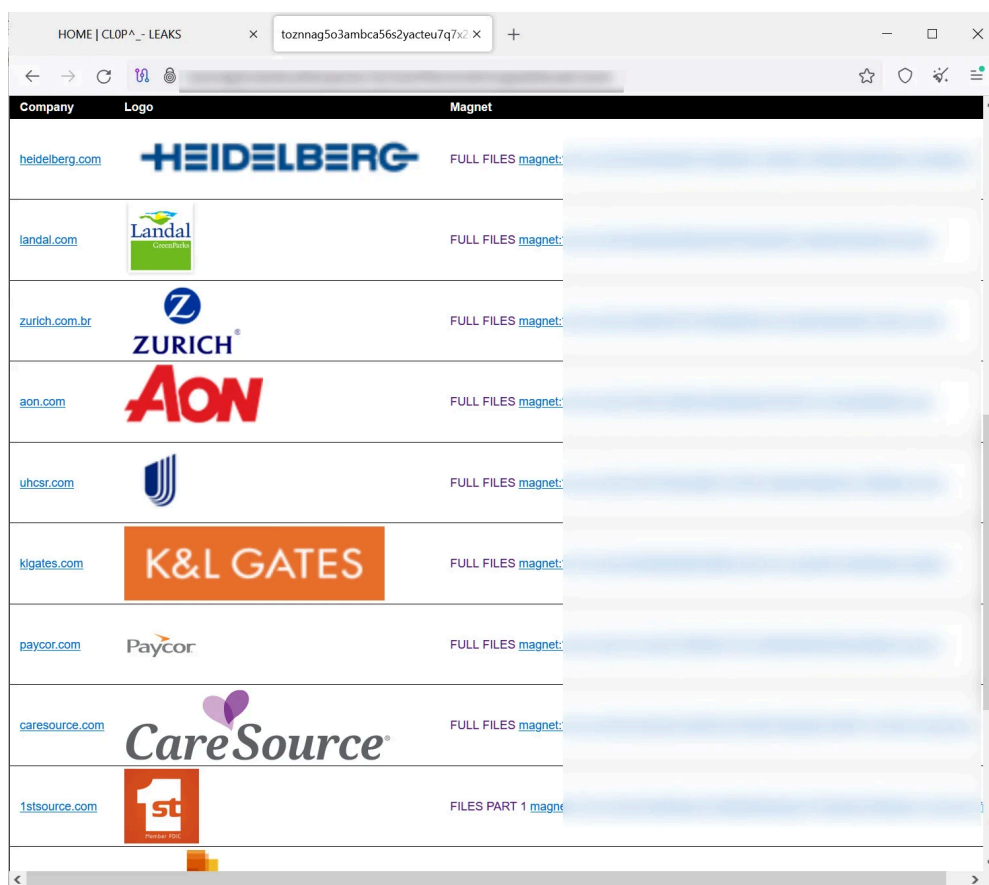 HOME | CL0P^_- LEAKS
toznnag5o3ambca56s2yacteu7q7x2
Company Logo Magnet
heidelberg.com HEIDELBERG FULL FILES magnet:
landal.com Landal GreenParks FULL FILES magnet:
zurich.com.br Z ZURICH® FULL FILES magnet:
aon.com AON FULL FILES magnet:
uhcsr.com FULL FILES magnet:
klgates.com K&L GATES FULL FILES magnet:
paycor.com Paycor FULL FILES magnet:
caresource.com CareSource® FULL FILES magnet:
1stsource.com 1st Member FDIC FILES PART 1 magne